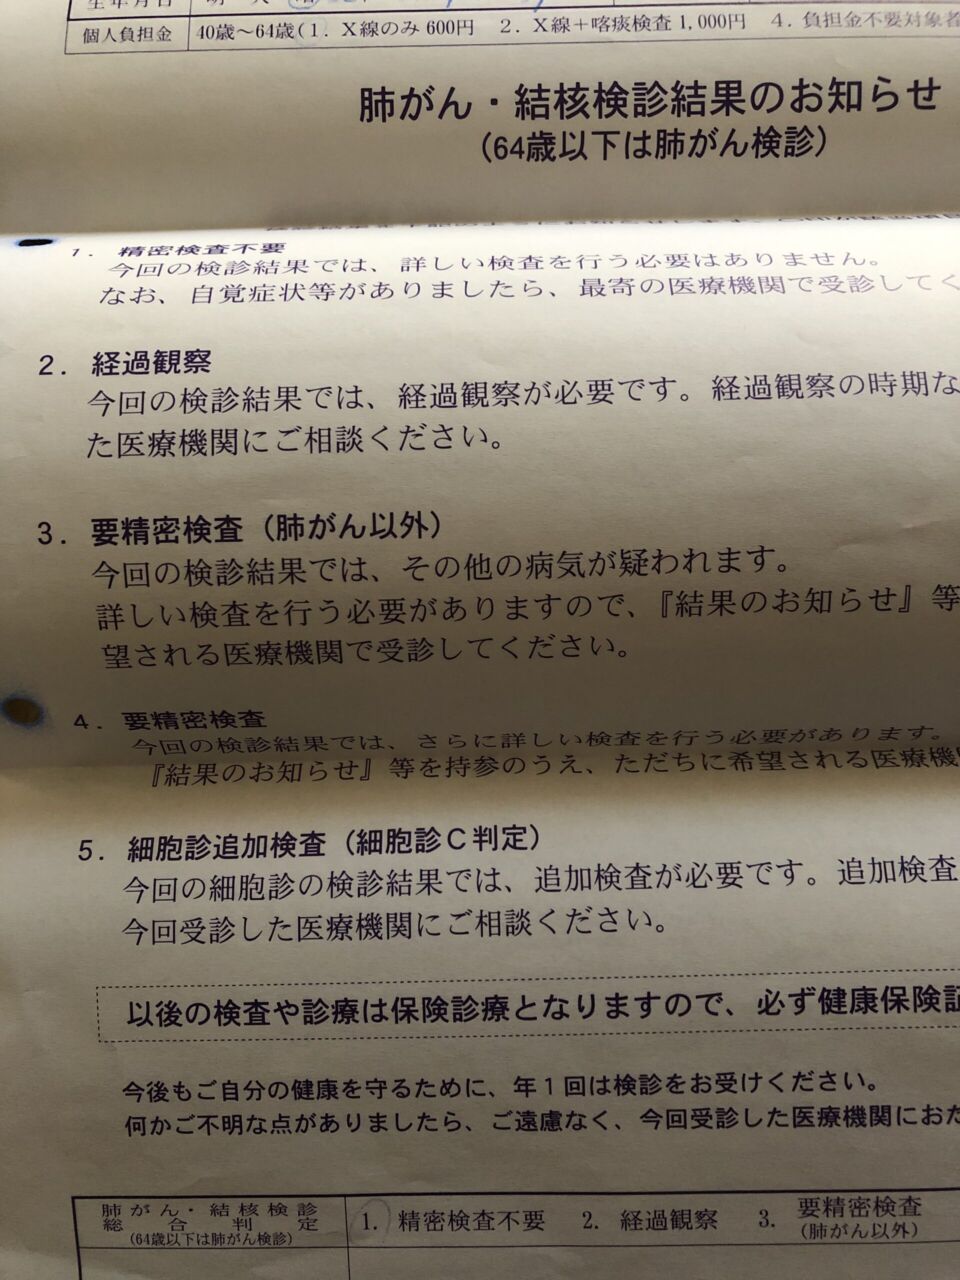 生年月日
個人負担金 40歳〜64歳(1．X線のみ 600円 2．X線＋喀痰検査 1,000円 4．負担金不要対象者
肺がん・結核検診結果のお知らせ
(64歳以下は肺がん検診)
1．精密検査不要
今回の検診結果では、詳しい検査を行う必要はありません。
なお、自覚症状等がありましたら、最寄の医療機関で受診してく
2．経過観察
今回の検診結果では、経過観察が必要です。経過観察の時期な
た医療機関にご相談ください。
3．要精密検査（肺がん以外）
今回の検診結果では、その他の病気が疑われます。
詳しい検査を行う必要がありますので、『結果のお知らせ』等
望される医療機関で受診してください。
4．要精密検査
今回の検診結果では、さらに詳しい検査を行う必要があります。
『結果のお知らせ』等を持参のうえ、ただちに希望される医療機関
5．細胞診追加検査（細胞診C判定）
今回の細胞診の検診結果では、追加検査が必要です。追加検査
今回受診した医療機関にご相談ください。
以後の検査や診療は保険診療となりますので、必ず健康保険証
今後もご自分の健康を守るために、年1回は検診をお受けください。
何かご不明な点がありましたら、ご遠慮なく、今回受診した医療機関におた
肺がん・結核検診
総合判定
(64歳以下は肺がん検診)
1. 精密検査不要 2. 経過観察 3. 要精密検査
(肺がん以外)